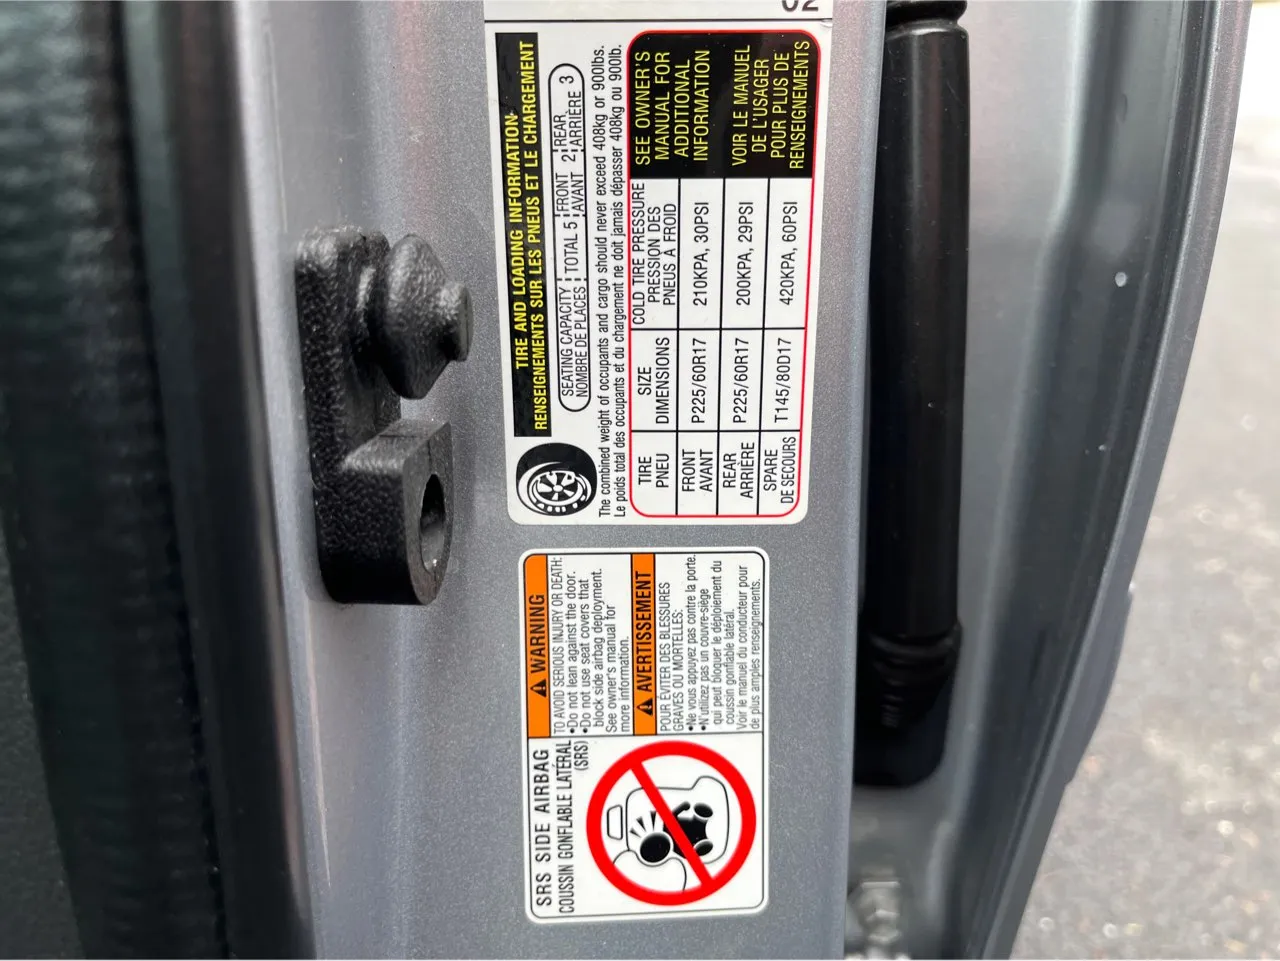 02
TIRE AND LOADING INFORMATION
RENSEIGNEMENTS SUR LES PNEUS ET LE CHARGEMENT
SEATING CAPACITY TOTAL 5 FRONT 2 REAR 3
NOMBRE DE PLACES AVANT ARRIÈRE
The combined weight of occupants and cargo should never exceed 408kg or 900lbs.
Le poids total des occupants et du chargement ne doit jamais dépasser 408kg ou 900lb.
TIRE SIZE COLD TIRE PRESSURE
PNEU DIMENSIONS PRESSION DES
PNEUS À FROID
FRONT P225/60R17 210KPA, 30PSI
AVANT
REAR P225/60R17 200KPA, 29PSI
ARRIÈRE
SPARE T145/80D17 420KPA, 60PSI
DE SECOURS
SEE OWNER'S
MANUAL FOR
ADDITIONAL
INFORMATION
VOIR LE MANUEL
DE L'USAGER
POUR PLUS DE
RENSEIGNEMENTS
SRS SIDE AIRBAG
COUSSIN GONFLABLE LATÉRAL
(SRS)
WARNING
TO AVOID SERIOUS INJURY OR DEATH:
•Do not lean against the door.
•Do not use seat covers that
block side airbag deployment.
See owner's manual for
more information.
AVERTISSEMENT
POUR ÉVITER DES BLESSURES
GRAVES OU MORTELLES:
•Ne vous appuyez pas contre la porte.
•N'utilizez pas un couvre-siège
qui peut bloquer le déploiement du
coussin gonflable latéral.
Voir le manuel du conducteur pour
de plus amples renseignements.